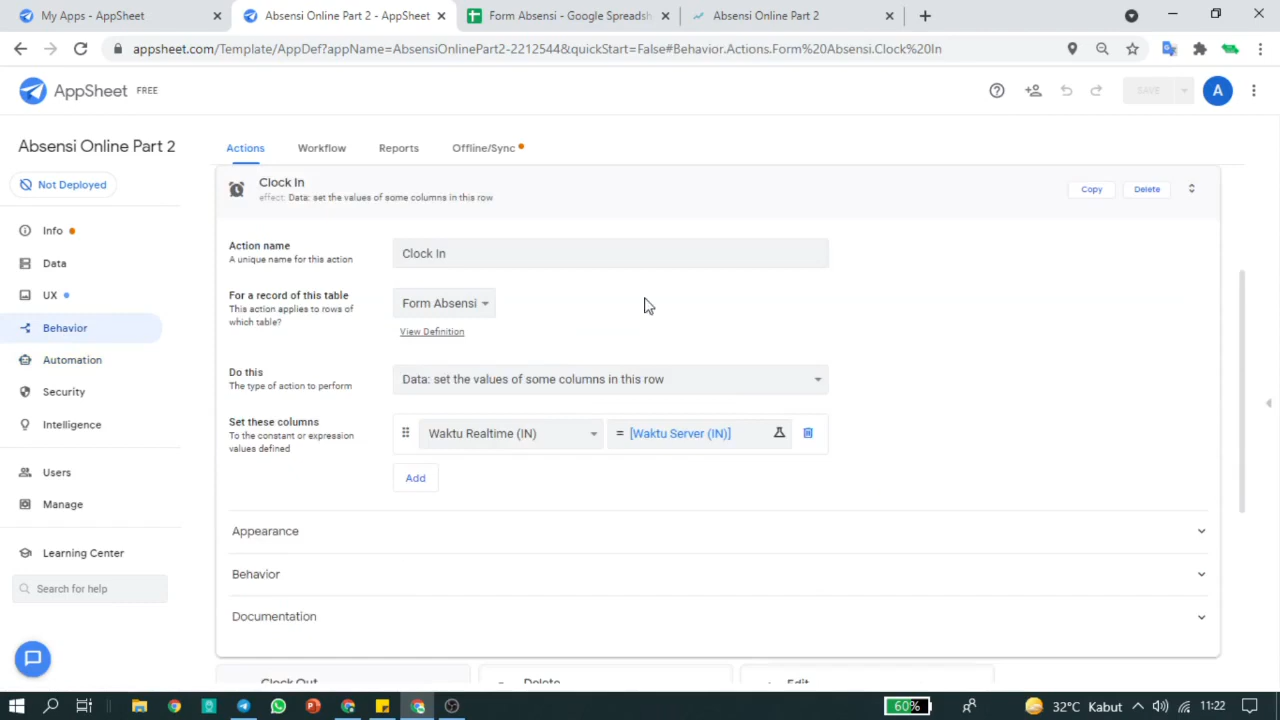 My Apps - AppSheet
Absensi Online Part 2 - AppSheet
Form Absensi - Google Spreadsh
Absensi Online Part 2
appsheet.com/Template/AppDef?appName=AbsensiOnlinePart2-2212544&quickStart=False#Behavior.Actions.Form%20Absensi.Clock%20In
AppSheet FREE
SAVE
A
Absensi Online Part 2
Not Deployed
Info
Data
UX
Behavior
Automation
Security
Intelligence
Users
Manage
Learning Center
Search for help
Actions Workflow Reports Offline/Sync
Clock In
effect: Data: set the values of some columns in this row
Copy Delete
Action name
A unique name for this action
Clock In
For a record of this table
This action applies to rows of
which table?
Form Absensi
View Definition
Do this
The type of action to perform
Data: set the values of some columns in this row
Set these columns
To the constant or expression
values defined
Waktu Realtime (IN) = [Waktu Server (IN)]
Add
Appearance
Behavior
Documentation
Clock Out Delete Edit
60% 32°C Kabut 11:22